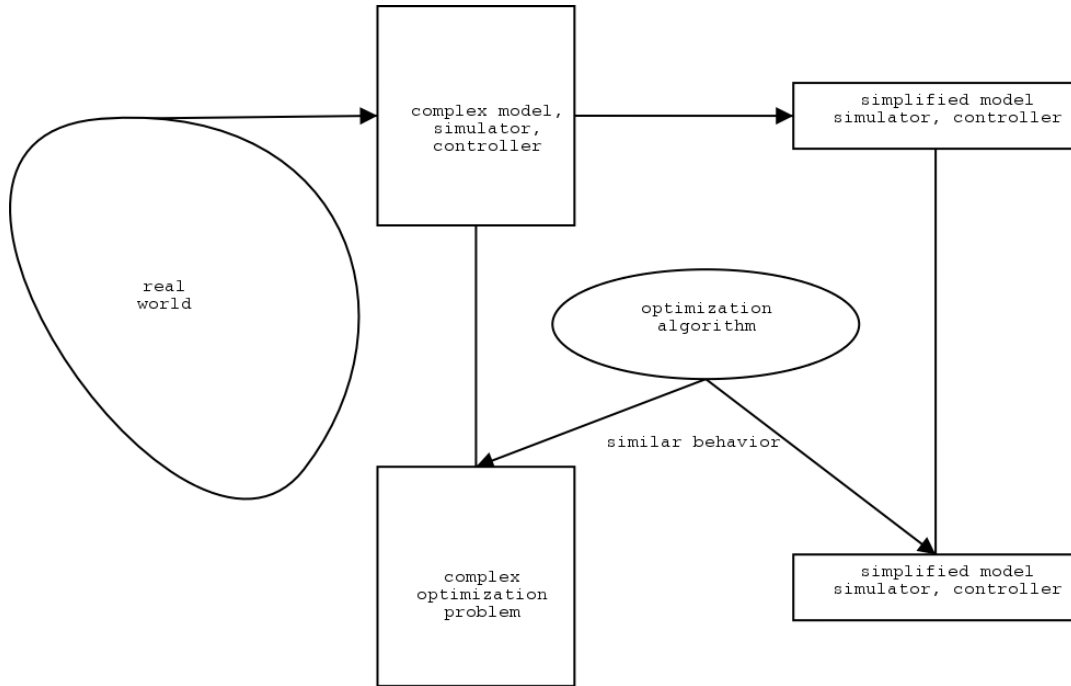 complex model,
simulator,
controller
simplified model
simulator, controller
real
world
optimization
algorithm
similar behavior
complex
optimization
problem
simplified model
simulator, controller